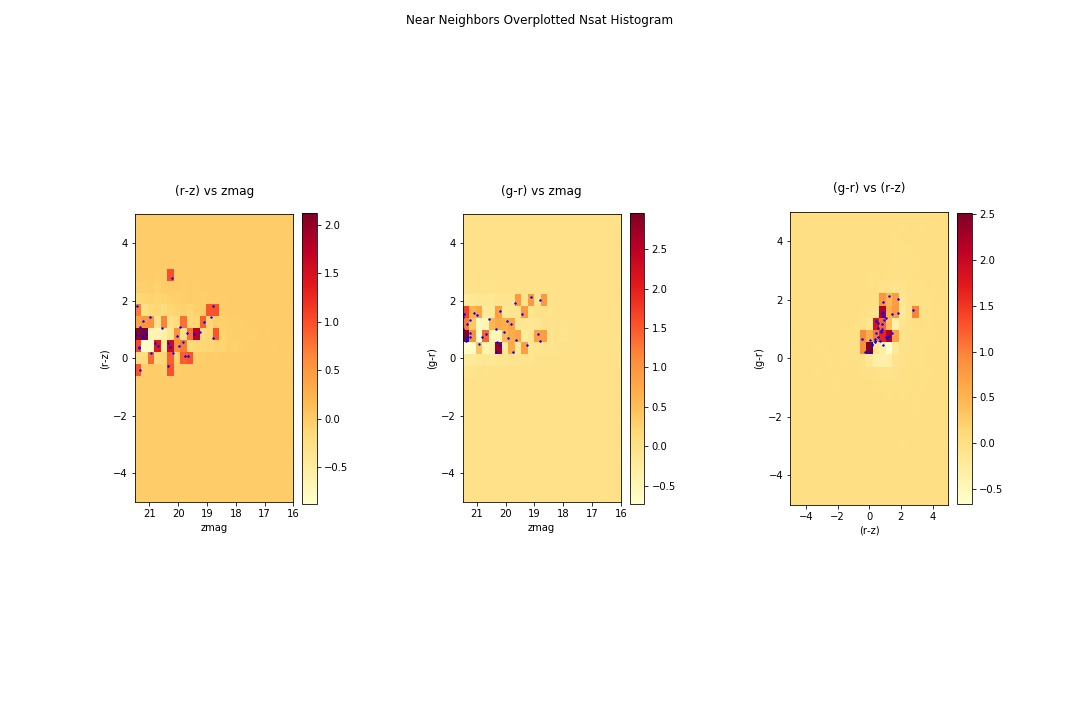 Near Neighbors Overplotted Nsat Histogram
(r-z) vs zmag
(r-z)
4
2
0
−2
−4
21 20 19 18 17 16
zmag
2.0
1.5
1.0
0.5
0.0
−0.5
(g-r) vs zmag
(g-r)
4
2
0
−2
−4
21 20 19 18 17 16
zmag
2.5
2.0
1.5
1.0
0.5
0.0
−0.5
(g-r) vs (r-z)
(g-r)
4
2
0
−2
−4
−4 −2 0 2 4
(r-z)
2.5
2.0
1.5
1.0
0.5
0.0
−0.5